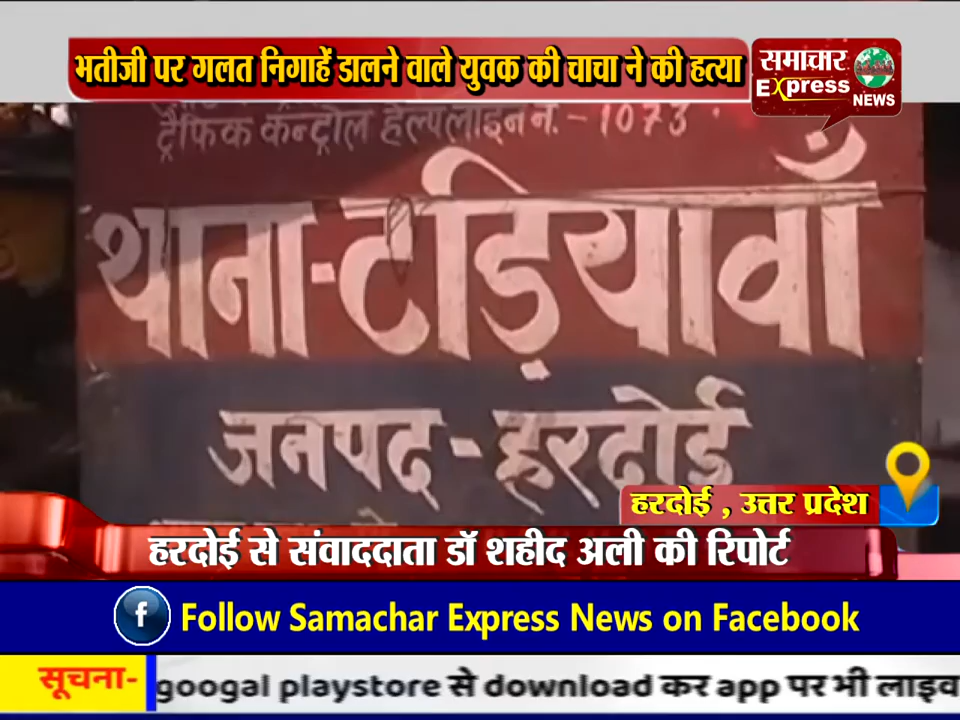 भतीजी पर गलत निगाहें डालने वाले युवक की चाचा ने की हत्या
समाचार
Express
NEWS
ट्रैफिक कन्ट्रोल हेल्पलाइन नं.-1073
थाना-टड़ियावाँ
जनपद-हरदोई
हरदोई , उत्तर प्रदेश
हरदोई से संवाददाता डॉ शहीद अली की रिपोर्ट
f Follow Samachar Express News on Facebook
सूचना- googal playstore से download कर app पर भी लाइव